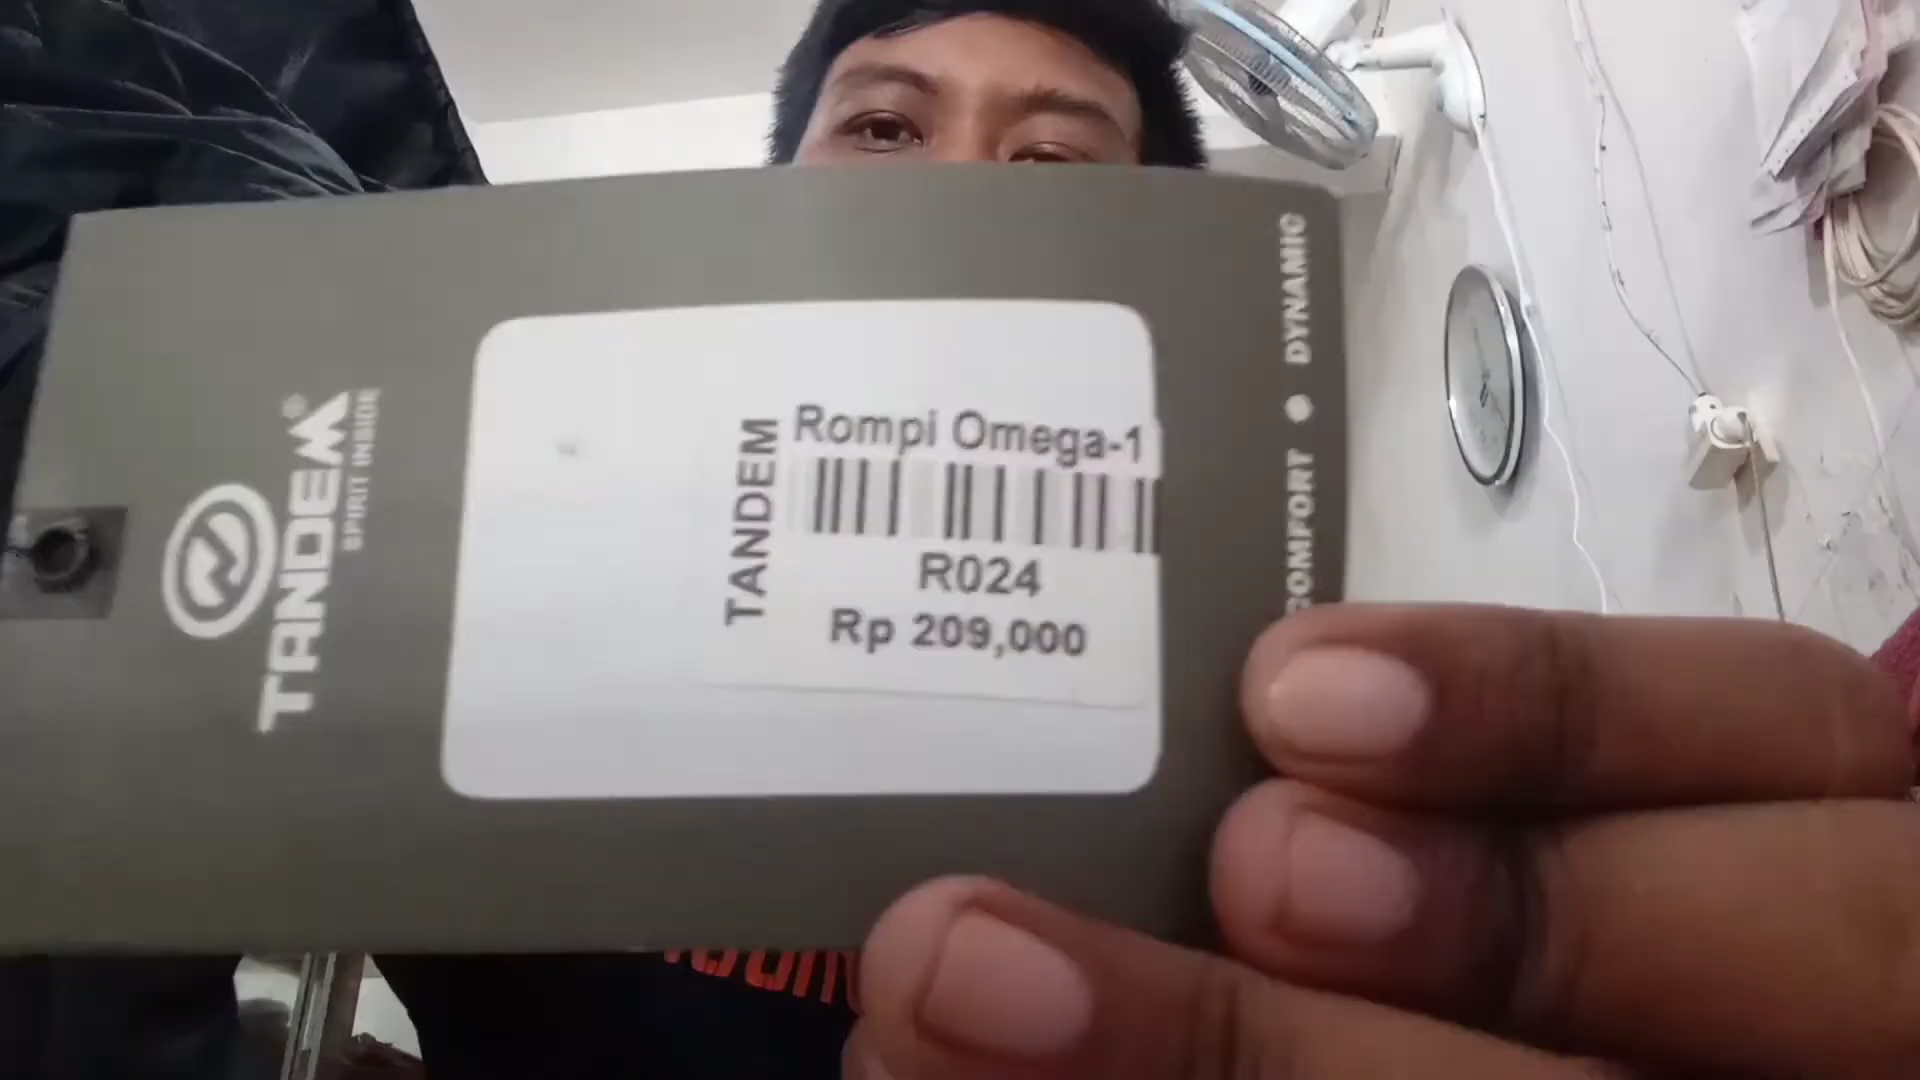 TANDEM®
SPIRIT INSIDE
TANDEM
Rompi Omega-1
R024
Rp 209,000
COMFORT ● DYNAMIC